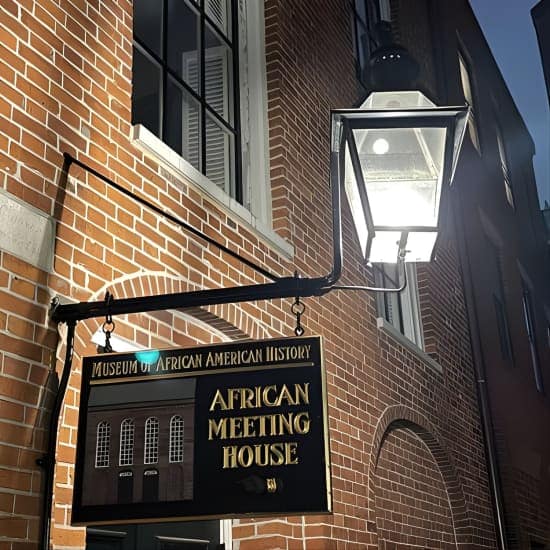 MUSEUM OF AFRICAN AMERICAN HISTORY
AFRICAN
MEETING
HOUSE